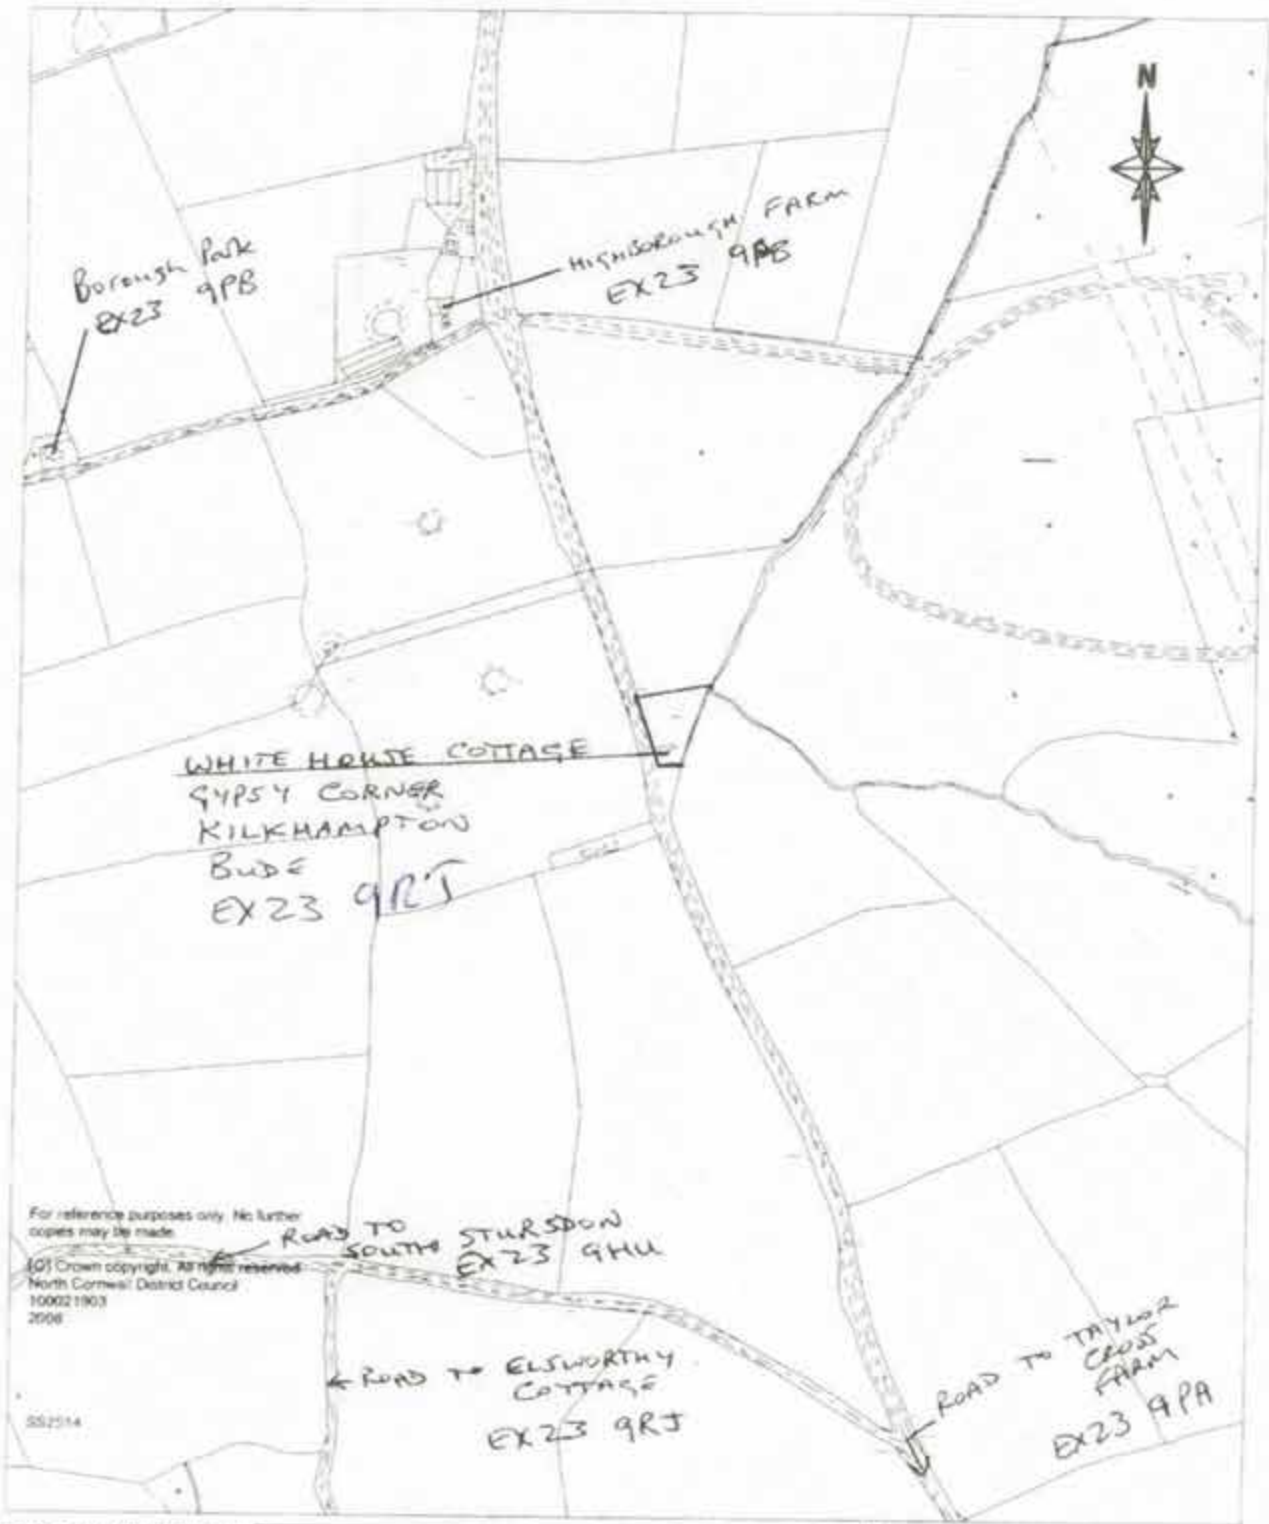 N
Borough Park
EX23 9PB
HIGHBOROUGH FARM
EX23 9PB
WHITE HOUSE COTTAGE
GYPSY CORNER
KILKHAMPTON
BUDE
EX23 9RJ
For reference purposes only. No further
copies may be made.
(C) Crown copyright. All rights reserved
North Cornwall District Council
100021903
2008
SS2514
ROAD TO
SOUTH STURSDON
EX23 9HU
ROAD TO ELSWORTHY
COTTAGE
EX23 9RJ
ROAD TO TAYLOR
CROSS
FARM
EX23 9PA